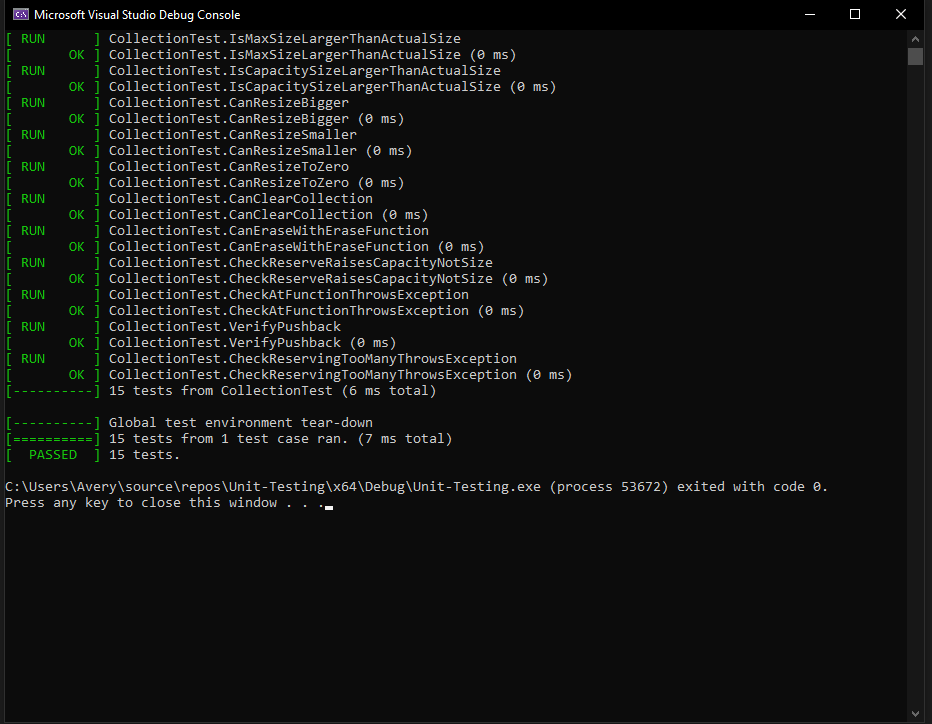 Microsoft Visual Studio Debug Console
[ RUN      ] CollectionTest.IsMaxSizeLargerThanActualSize
[       OK ] CollectionTest.IsMaxSizeLargerThanActualSize (0 ms)
[ RUN      ] CollectionTest.IsCapacitySizeLargerThanActualSize
[       OK ] CollectionTest.IsCapacitySizeLargerThanActualSize (0 ms)
[ RUN      ] CollectionTest.CanResizeBigger
[       OK ] CollectionTest.CanResizeBigger (0 ms)
[ RUN      ] CollectionTest.CanResizeSmaller
[       OK ] CollectionTest.CanResizeSmaller (0 ms)
[ RUN      ] CollectionTest.CanResizeToZero
[       OK ] CollectionTest.CanResizeToZero (0 ms)
[ RUN      ] CollectionTest.CanClearCollection
[       OK ] CollectionTest.CanClearCollection (0 ms)
[ RUN      ] CollectionTest.CanEraseWithEraseFunction
[       OK ] CollectionTest.CanEraseWithEraseFunction (0 ms)
[ RUN      ] CollectionTest.CheckReserveRaisesCapacityNotSize
[       OK ] CollectionTest.CheckReserveRaisesCapacityNotSize (0 ms)
[ RUN      ] CollectionTest.CheckAtFunctionThrowsException
[       OK ] CollectionTest.CheckAtFunctionThrowsException (0 ms)
[ RUN      ] CollectionTest.VerifyPushback
[       OK ] CollectionTest.VerifyPushback (0 ms)
[ RUN      ] CollectionTest.CheckReservingTooManyThrowsException
[       OK ] CollectionTest.CheckReservingTooManyThrowsException (0 ms)
[----------] 15 tests from CollectionTest (6 ms total)
[----------] Global test environment tear-down
[==========] 15 tests from 1 test case ran. (7 ms total)
[  PASSED  ] 15 tests.
C:\Users\Avery\source\repos\Unit-Testing\x64\Debug\Unit-Testing.exe (process 53672) exited with code 0.
Press any key to close this window . . .